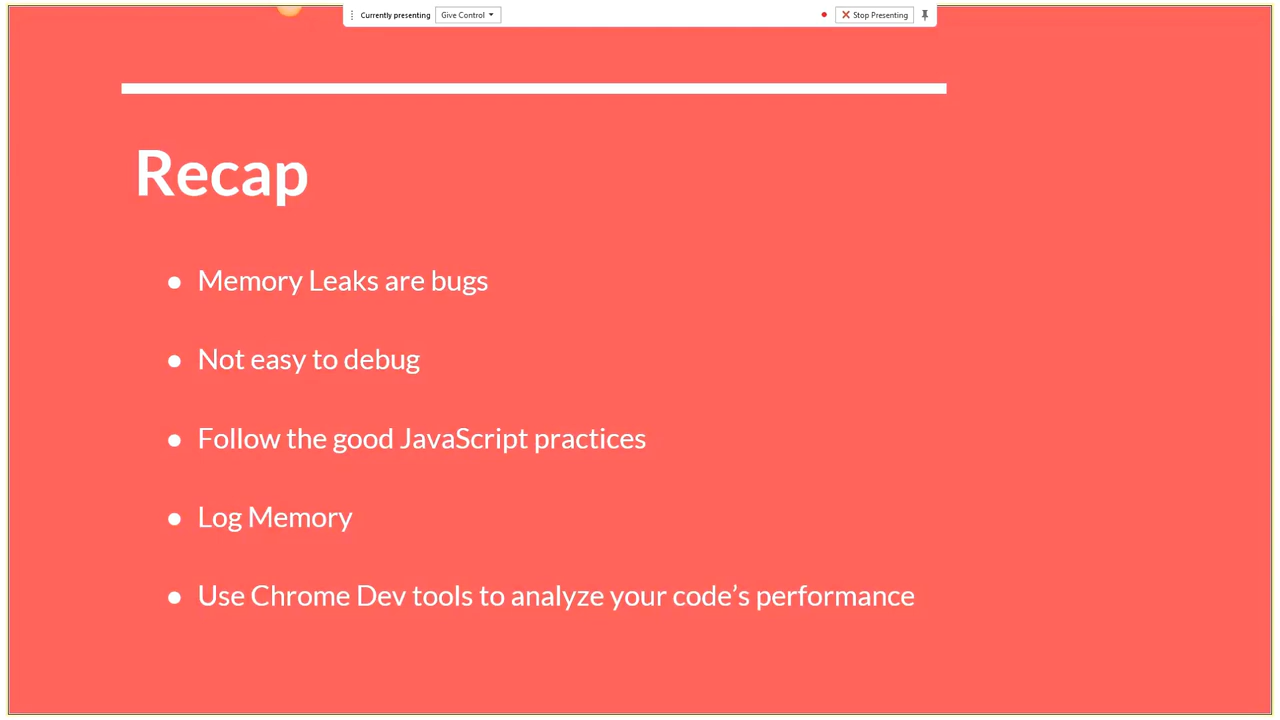 Currently presenting Give Control Stop Presenting
Recap
● Memory Leaks are bugs
● Not easy to debug
● Follow the good JavaScript practices
● Log Memory
● Use Chrome Dev tools to analyze your code’s performance